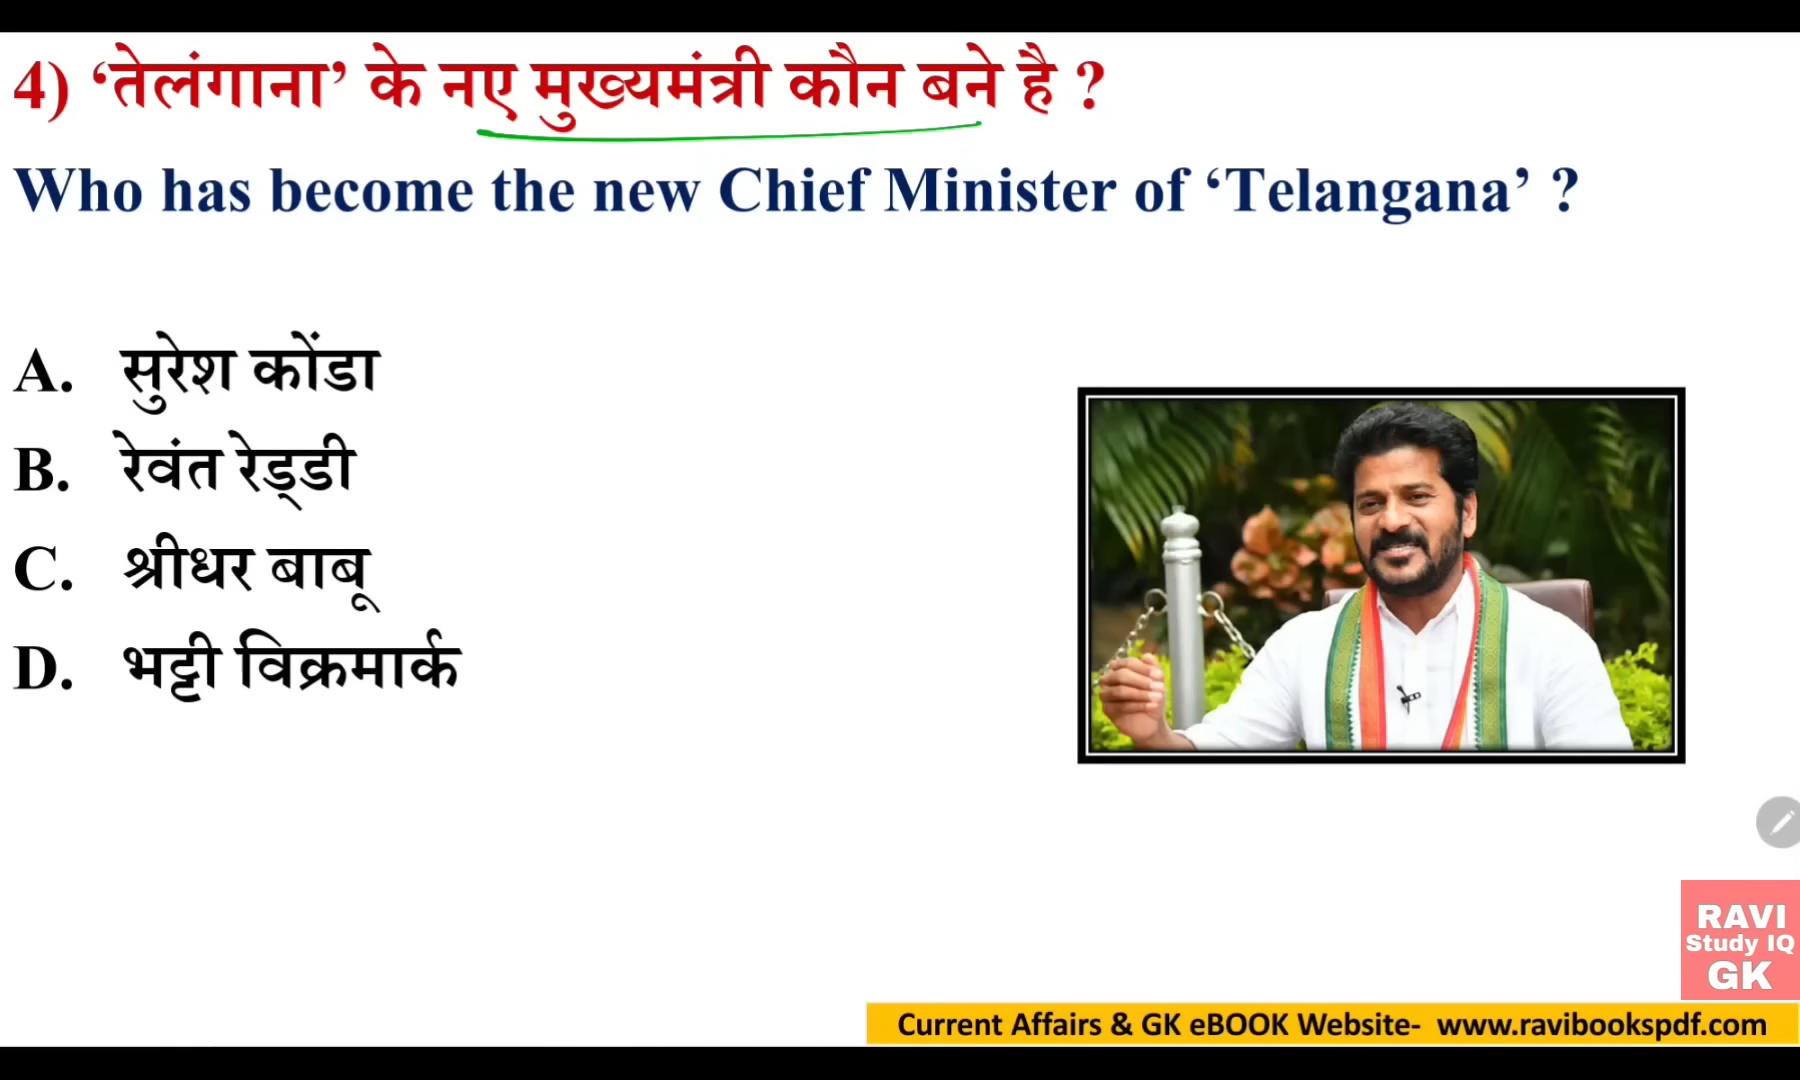 4) ‘तेलंगाना’ के नए मुख्यमंत्री कौन बने है ?
Who has become the new Chief Minister of ‘Telangana’ ?
A. सुरेश कोंडा
B. रेवंत रेड्डी
C. श्रीधर बाबू
D. भट्टी विक्रमार्क
RAVI
Study IQ
GK
Current Affairs & GK eBOOK Website- www.ravibookspdf.com